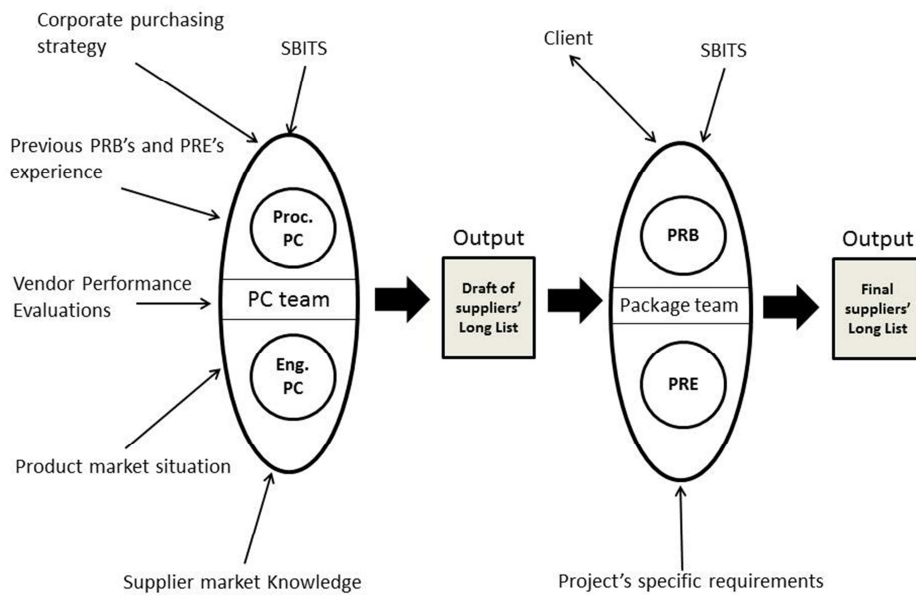 Corporate purchasing
strategy
SBITS
Previous PRB's and PRE's
experience
Vendor Performance
Evaluations
Product market situation
Supplier market Knowledge
Proc.
PC
PC team
Eng.
PC
Output
Draft of
suppliers'
Long List
Client
SBITS
PRB
Package team
PRE
Project's specific requirements
Output
Final
suppliers'
Long List